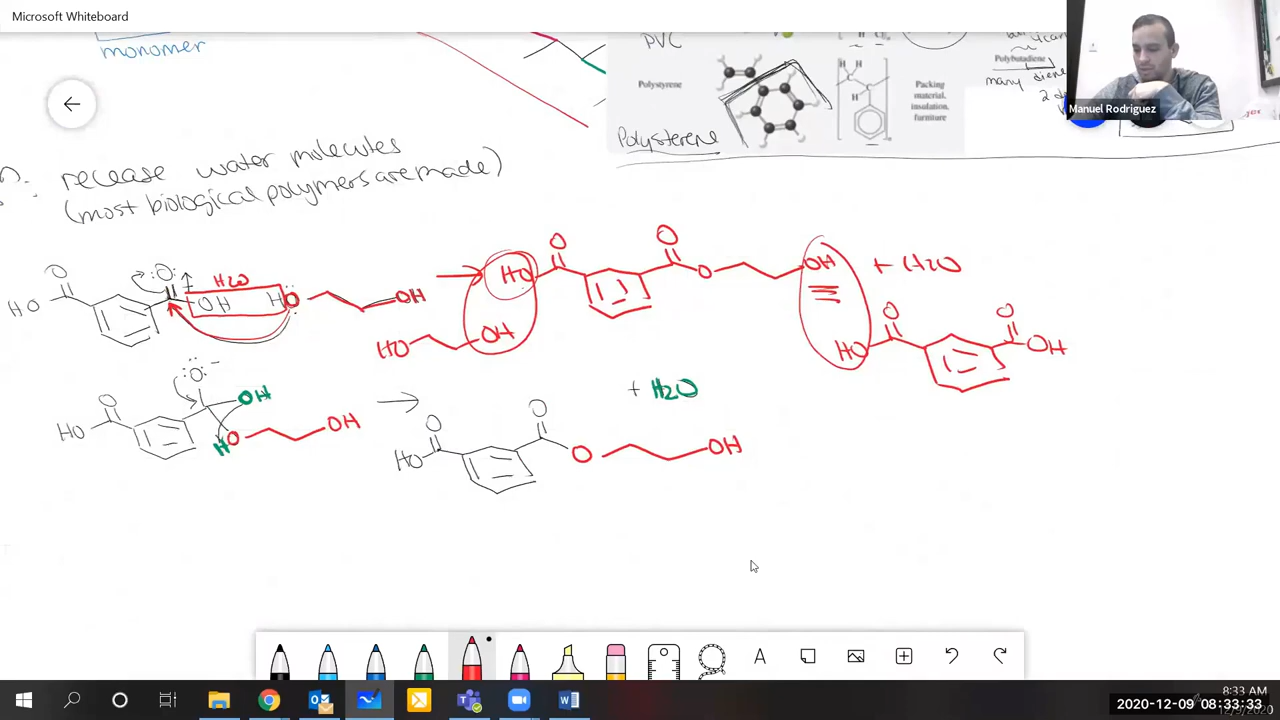 Microsoft Whiteboard
monomer
PVC
Polybutadiene
many diene
Polystyrene
H H
H
Packing
material,
insulation,
furniture
Manuel Rodriguez
Polysterene
release water molecules
(most biological polymers are made)
O
HO
O
H2O
OH
HO
OH
HO
O
O
O
OH
+ H2O
HO
OH
HO
O
O
OH
HO
O
O
OH
H
O
OH
+ H2O
HO
O
O
O
OH
A
8:33 AM
2020-12-09 08:33:33